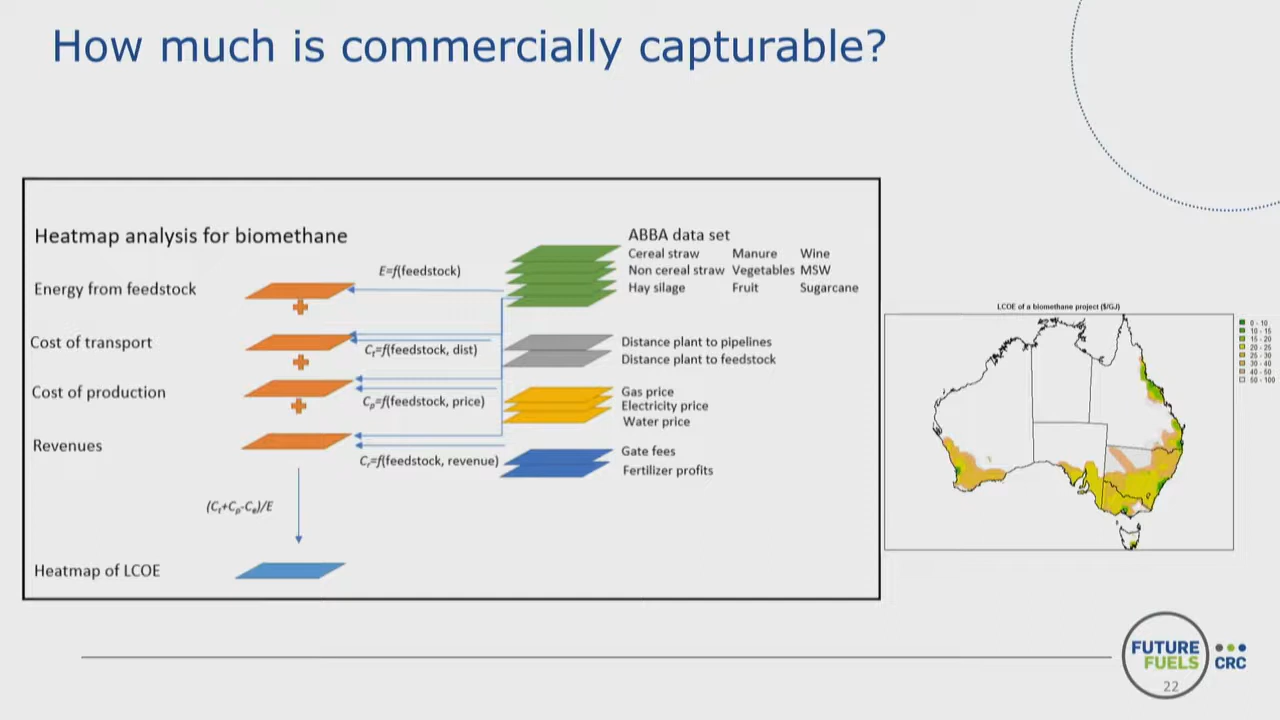 How much is commercially capturable?
Heatmap analysis for biomethane
ABBA data set
Cereal straw Manure Wine
Non cereal straw Vegetables MSW
Hay silage Fruit Sugarcane
E=f(feedstock)
Energy from feedstock
Cost of transport
Cₜ=f(feedstock, dist)
Distance plant to pipelines
Distance plant to feedstock
Cost of production
Cₚ=f(feedstock, price)
Gas price
Electricity price
Water price
Revenues
Cᵣ=f(feedstock, revenue)
Gate fees
Fertilizer profits
Heatmap of LCOE
LCOE of a biomethane project ($/GJ)
0 - 10
10 - 15
15 - 20
20 - 25
25 - 30
30 - 40
40 - 50
50 - 100
FUTURE
FUELS CRC
22